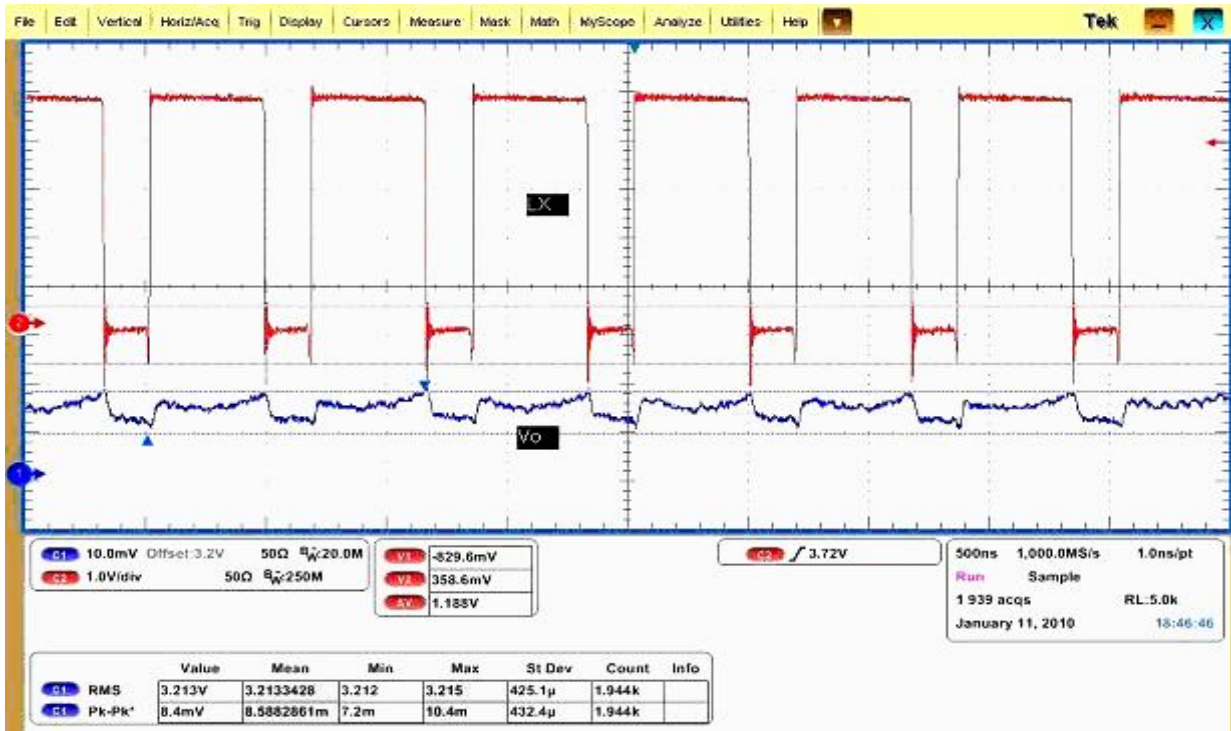 File Edit Vertical Horiz/Acq Trig Display Cursors Measure Mask Math MyScope Analyze Utilities Help Tek X
LX
2
Vo
1
C1 10.0mV Offset:3.2V 50Ω BW:20.0M
C2 1.0V/div 50Ω BW:250M
V1 -829.6mV
V2 358.6mV
ΔV 1.188V
C2 3.72V
500ns 1,000.0MS/s 1.0ns/pt
Run Sample
1 939 acqs RL:5.0k
January 11, 2010 18:46:46
Value Mean Min Max St Dev Count Info
C1 RMS 3.213V 3.2133428 3.212 3.215 425.1µ 1.944k
C1 Pk-Pk* 8.4mV 8.5882861m 7.2m 10.4m 432.4µ 1.944k